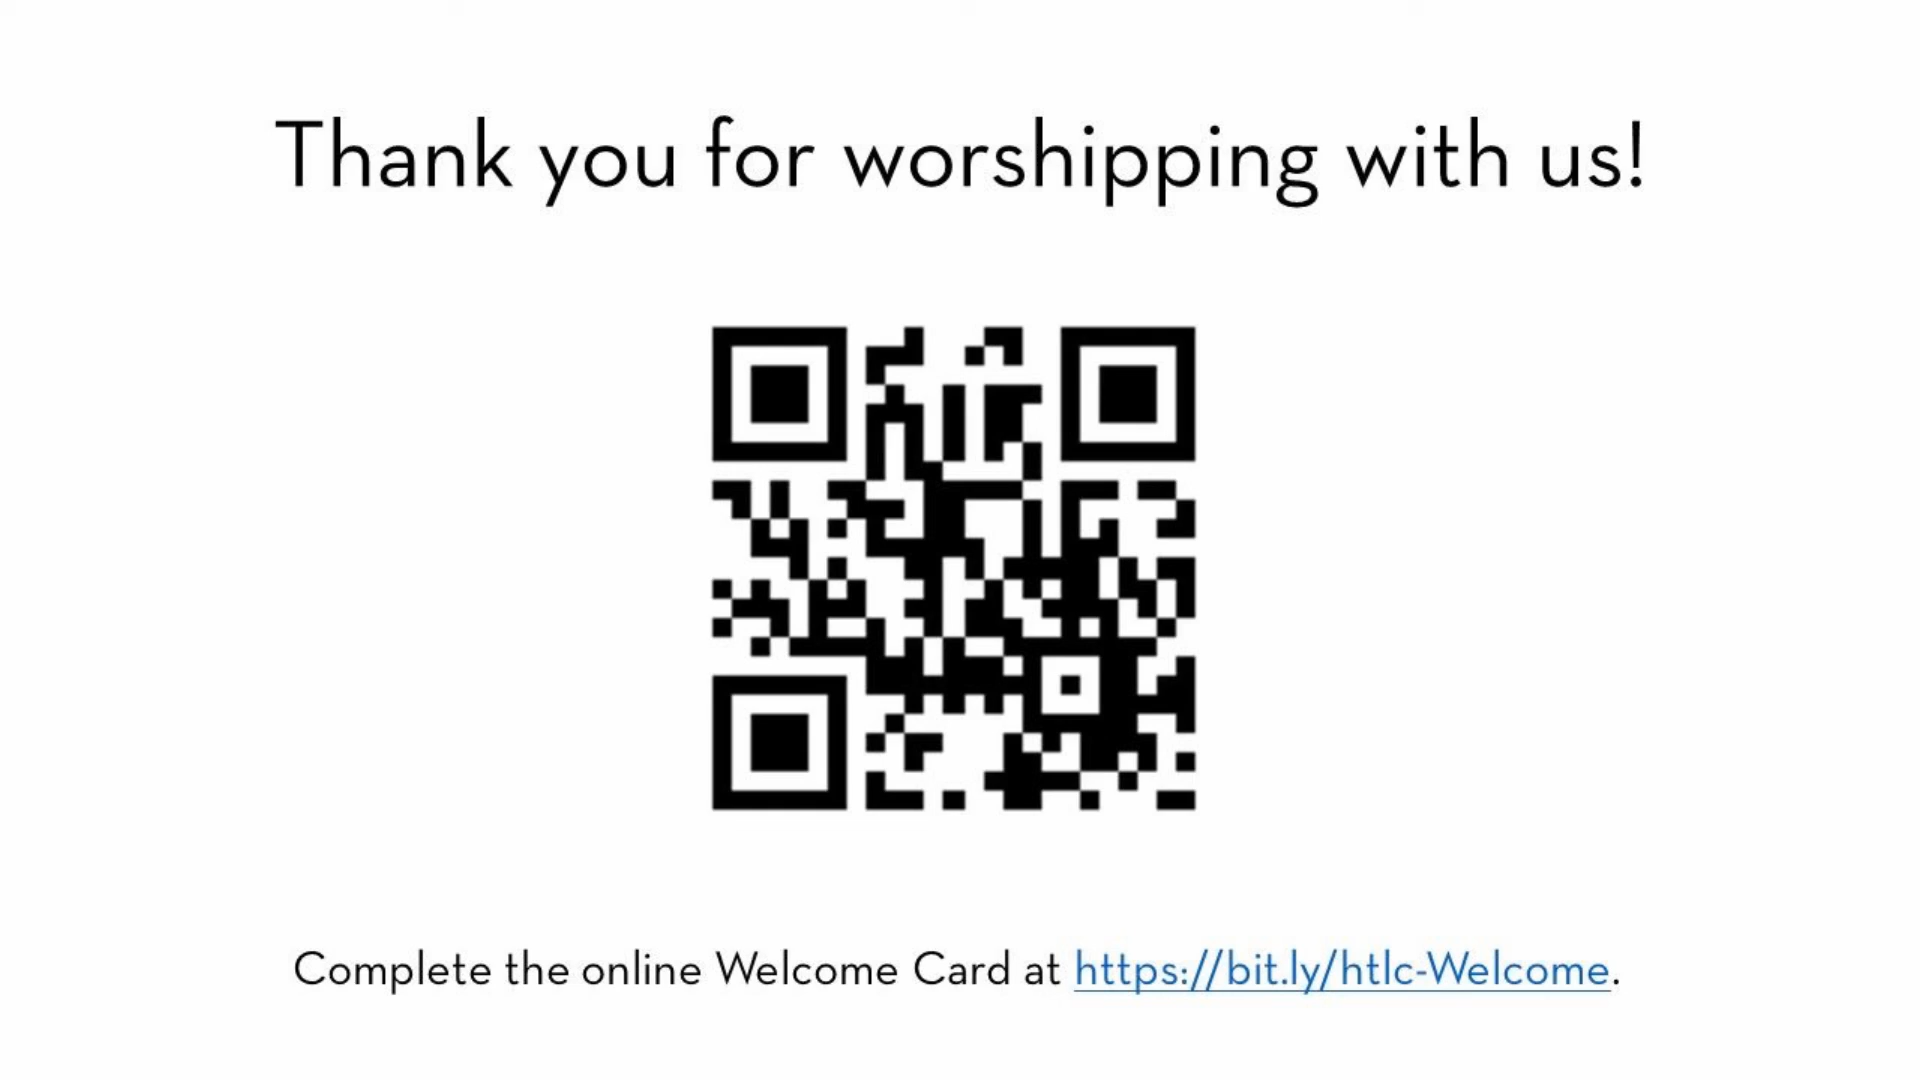 Thank you for worshipping with us!
Complete the online Welcome Card at https://bit.ly/htlc-Welcome.